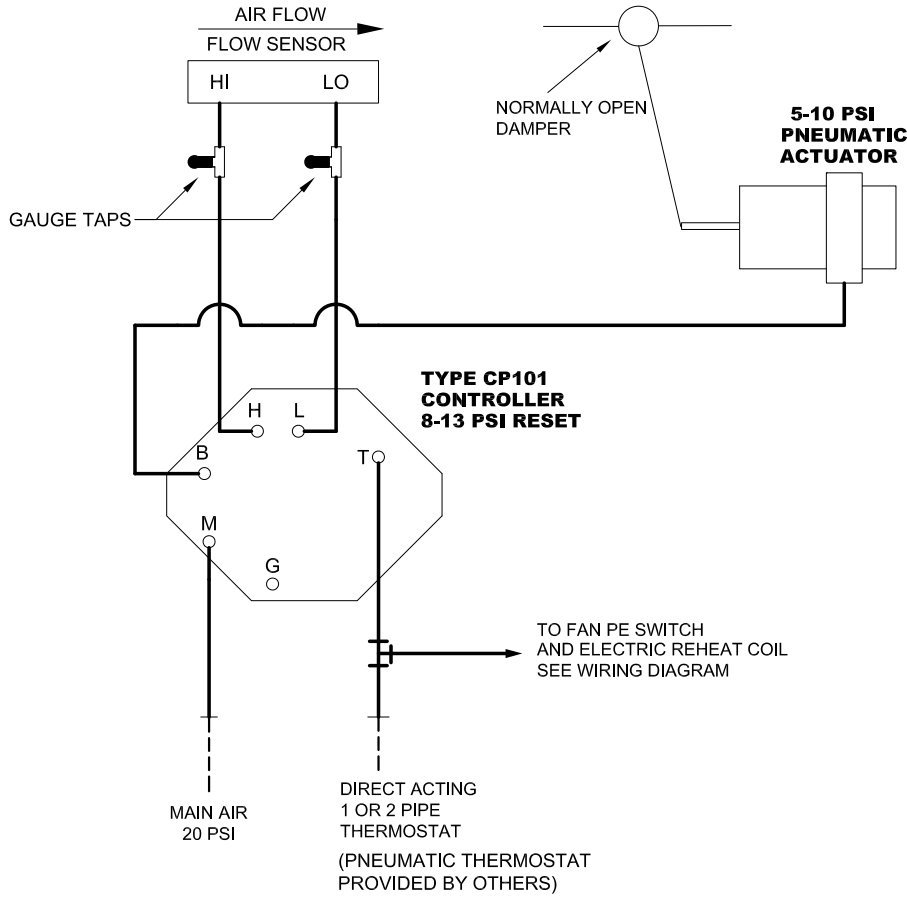 AIR FLOW
FLOW SENSOR
HI
LO
NORMALLY OPEN
DAMPER
5-10 PSI
PNEUMATIC
ACTUATOR
GAUGE TAPS
TYPE CP101
CONTROLLER
8-13 PSI RESET
H
L
B
T
M
G
TO FAN PE SWITCH
AND ELECTRIC REHEAT COIL
SEE WIRING DIAGRAM
MAIN AIR
20 PSI
DIRECT ACTING
1 OR 2 PIPE
THERMOSTAT
(PNEUMATIC THERMOSTAT
PROVIDED BY OTHERS)